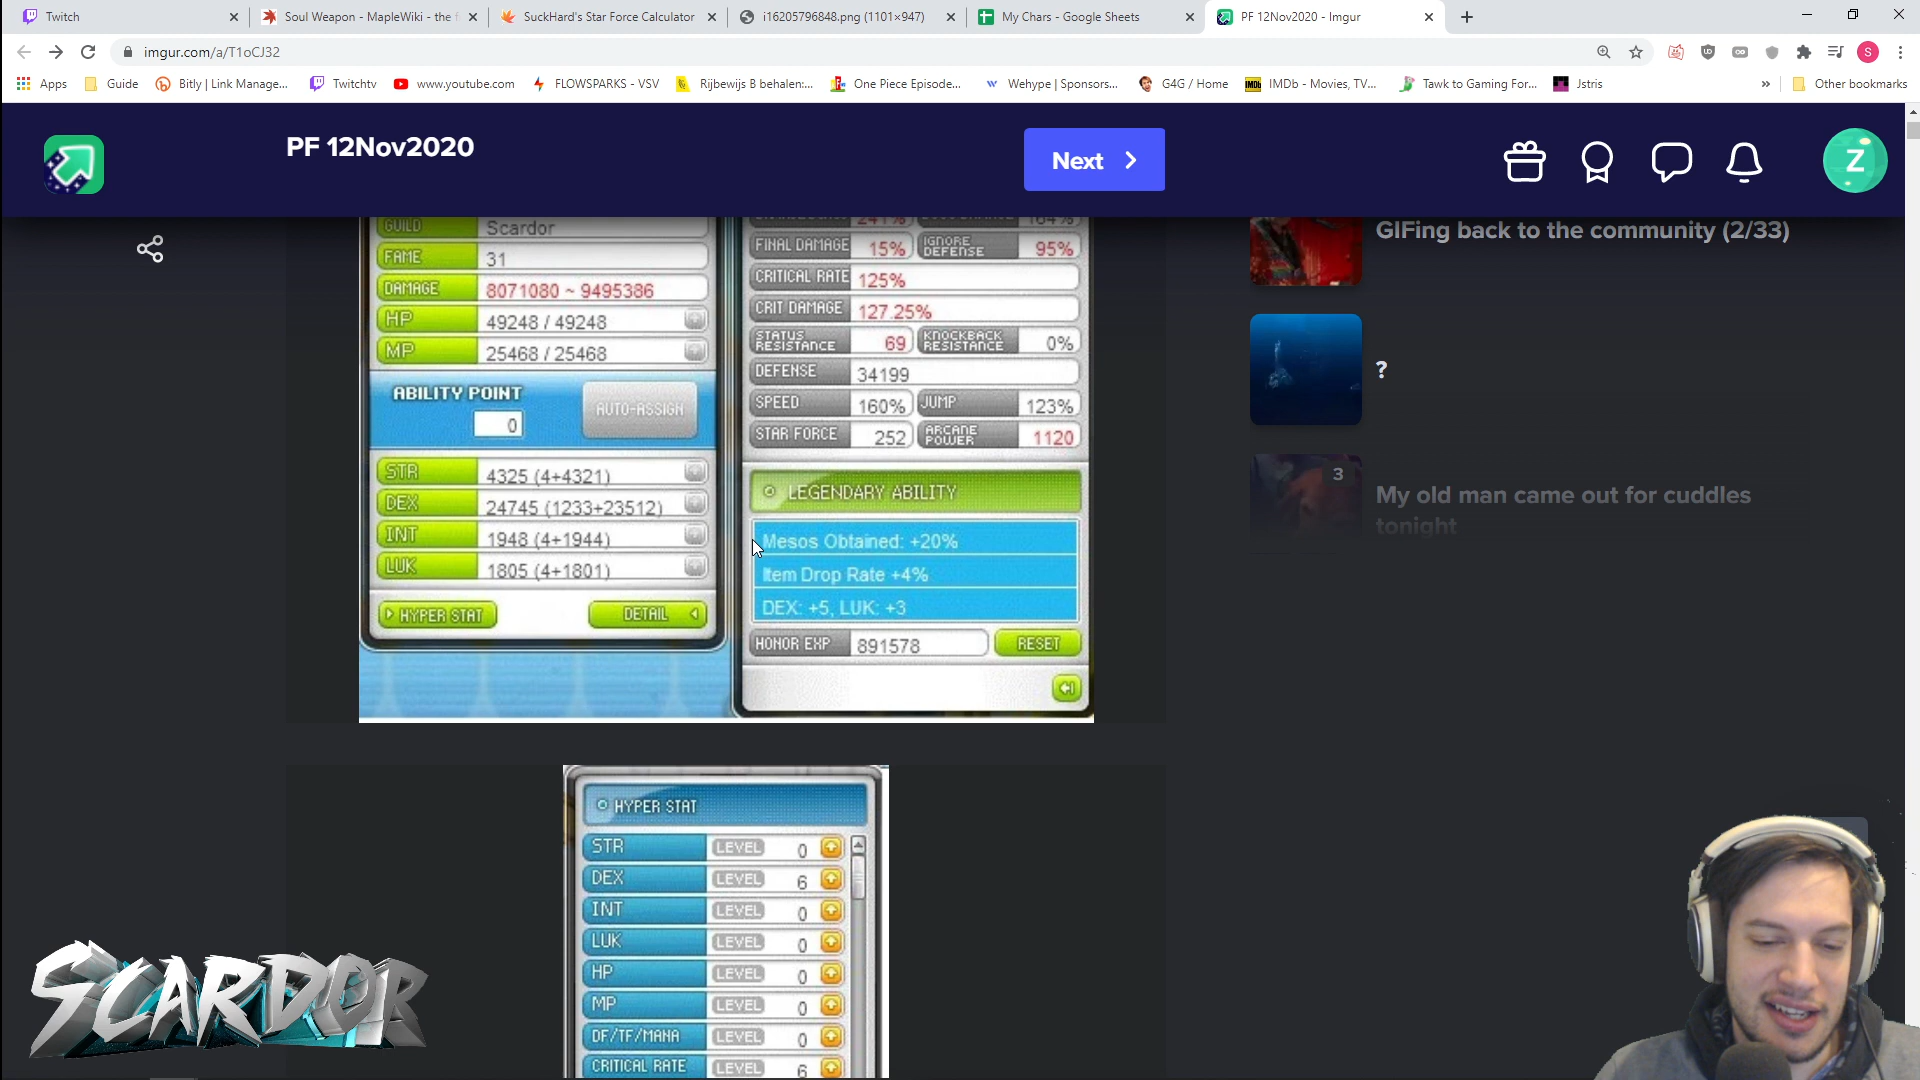 Twitch
Soul Weapon - MapleWiki - the f
SuckHard's Star Force Calculator
i16205796848.png (1101×947)
My Chars - Google Sheets
PF 12Nov2020 - Imgur
imgur.com/a/T1oCJ32
S
Apps
Guide
Bitly | Link Manage...
Twitchtv
www.youtube.com
FLOWSPARKS - VSV
Rijbewijs B behalen:...
One Piece Episode...
Wehype | Sponsors...
G4G / Home
IMDb - Movies, TV...
Tawk to Gaming For...
Jstris
»
Other bookmarks
PF 12Nov2020
Next
Z
GUILD Scardor
FAME 31
DAMAGE 8071080 ~ 9495386
HP 49248 / 49248
MP 25468 / 25468
ABILITY POINT
0
AUTO-ASSIGN
STR 4325 (4+4321)
DEX 24745 (1233+23512)
INT 1948 (4+1944)
LUK 1805 (4+1801)
HYPER STAT
DETAIL
241% 164%
FINAL DAMAGE 15% IGNORE DEFENSE 95%
CRITICAL RATE 125%
CRIT DAMAGE 127.25%
STATUS RESISTANCE 69 KNOCKBACK RESISTANCE 0%
DEFENSE 34199
SPEED 160% JUMP 123%
STAR FORCE 252 ARCANE POWER 1120
LEGENDARY ABILITY
Mesos Obtained: +20%
Item Drop Rate +4%
DEX: +5, LUK: +3
HONOR EXP 891578 RESET
GIFing back to the community (2/33)
?
3
My old man came out for cuddles
tonight
HYPER STAT
STR LEVEL 0
DEX LEVEL 6
INT LEVEL 0
LUK LEVEL 0
HP LEVEL 0
MP LEVEL 0
DF/TF/MANA LEVEL 0
CRITICAL RATE LEVEL 6
SCARDOR